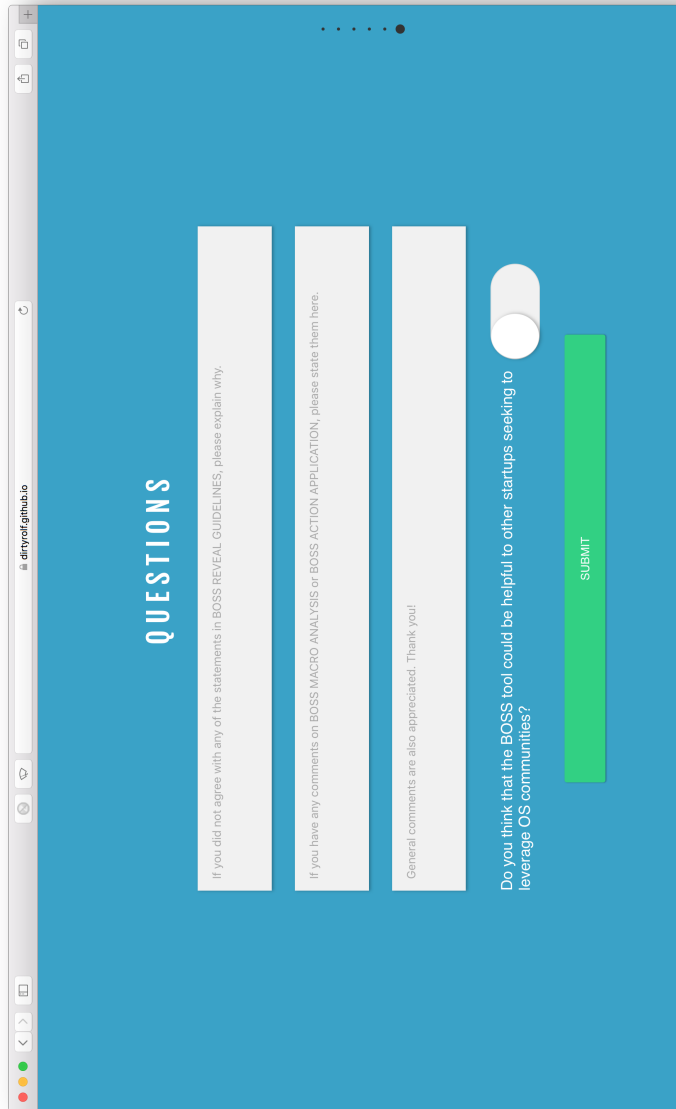 dirtyrolf.github.io
QUESTIONS
If you did not agree with any of the statements in BOSS REVEAL GUIDELINES, please explain why.
If you have any comments on BOSS MACRO ANALYSIS or BOSS ACTION APPLICATION, please state them here.
General comments are also appreciated. Thank you!
Do you think that the BOSS tool could be helpful to other startups seeking to
leverage OS communities?
SUBMIT